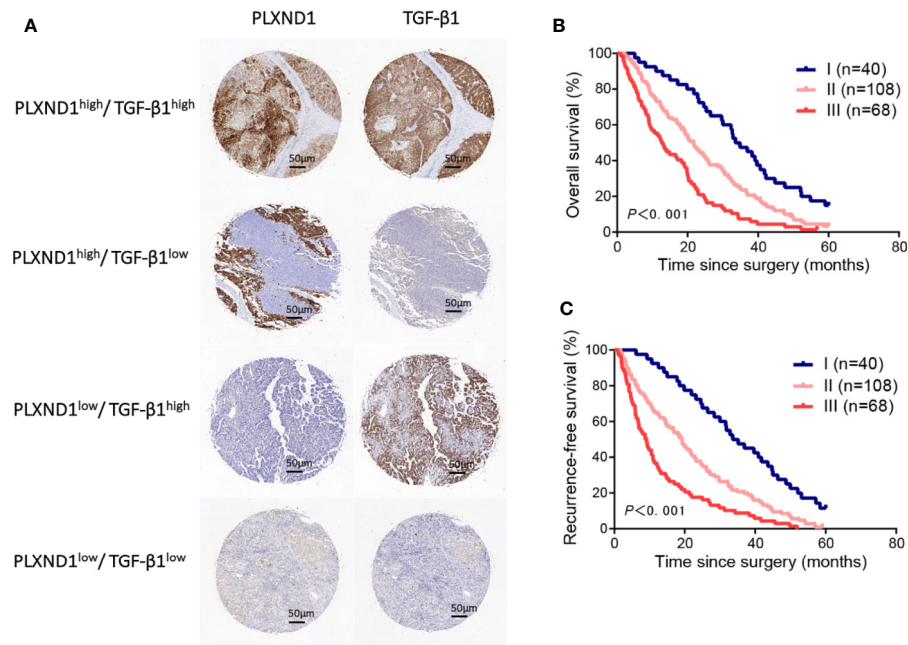 A
PLXND1
TGF-β1
PLXND1high/ TGF-β1high
50μm
50μm
PLXND1high/ TGF-β1low
50μm
50μm
PLXND1low/ TGF-β1high
50μm
50μm
PLXND1low/ TGF-β1low
50μm
50μm
B
Overall survival (%)
100
80
60
40
20
0
I (n=40)
II (n=108)
III (n=68)
P<0. 001
0
20
40
60
80
Time since surgery (months)
C
Recurrence-free survival (%)
100
80
60
40
20
0
I (n=40)
II (n=108)
III (n=68)
P<0. 001
0
20
40
60
80
Time since surgery (months)